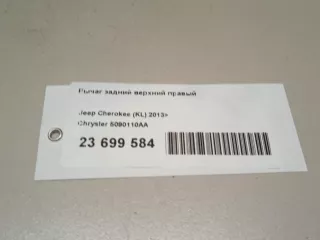 Рычаг задний верхний правый
Jeep Cherokee (KL) 2013>
Chrysler 5090110AA
23 699 584